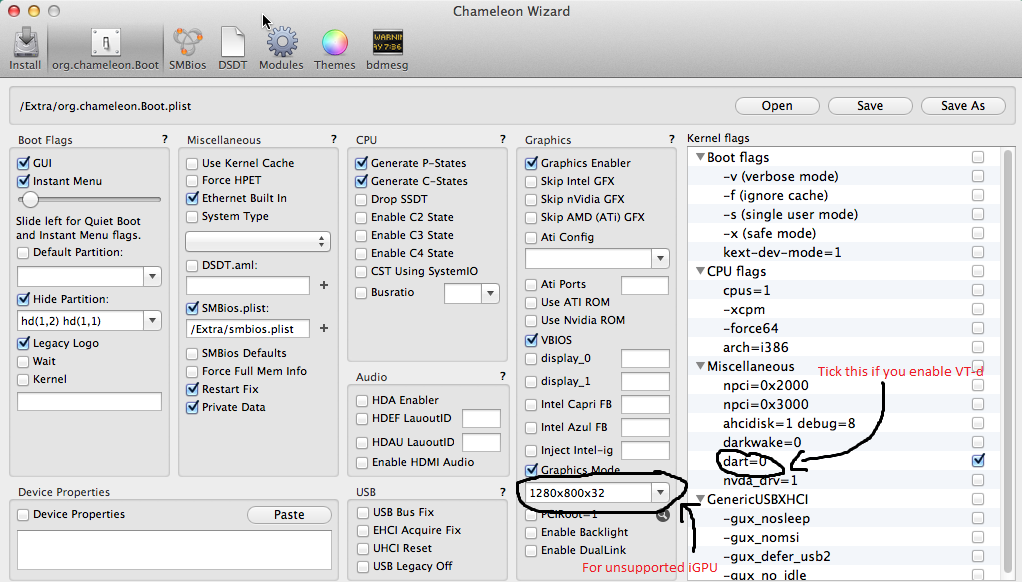 Chameleon Wizard
Install
org.chameleon.Boot
SMBios
DSDT
Modules
Themes
WARNIN
AY 7:36
bdmesg
/Extra/org.chameleon.Boot.plist
Open
Save
Save As
Boot Flags
?
GUI
Instant Menu
Slide left for Quiet Boot
and Instant Menu flags.
Default Partition:
Hide Partition:
hd(1,2) hd(1,1)
Legacy Logo
Wait
Kernel
Miscellaneous
?
Use Kernel Cache
Force HPET
Ethernet Built In
System Type
DSDT.aml:
+
SMBios.plist:
/Extra/smbios.plist
+
SMBios Defaults
Force Full Mem Info
Restart Fix
Private Data
CPU
?
Generate P-States
Generate C-States
Drop SSDT
Enable C2 State
Enable C3 State
Enable C4 State
CST Using SystemIO
Busratio
Audio
?
HDA Enabler
HDEF LauoutID
HDAU LauoutID
Enable HDMI Audio
Graphics
?
Graphics Enabler
Skip Intel GFX
Skip nVidia GFX
Skip AMD (ATi) GFX
Ati Config
Ati Ports
Use ATI ROM
Use Nvidia ROM
VBIOS
display_0
display_1
Intel Capri FB
Intel Azul FB
Inject Intel-ig
Graphics Mode
1280x800x32
PCIRoot=1
Enable Backlight
Enable DualLink
For unsupported iGPU
Device Properties
Device Properties
Paste
USB
?
USB Bus Fix
EHCI Acquire Fix
UHCI Reset
USB Legacy Off
Kernel flags
Boot flags
-v (verbose mode)
-f (ignore cache)
-s (single user mode)
-x (safe mode)
kext-dev-mode=1
CPU flags
cpus=1
-xcpm
-force64
arch=i386
Miscellaneous
Tick this if you enable VT-d
npci=0x2000
npci=0x3000
ahcidisk=1 debug=8
darkwake=0
dart=0
nvda_drv=1
GenericUSBXHCI
-gux_nosleep
-gux_nomsi
-gux_defer_usb2
-gux_no_idle